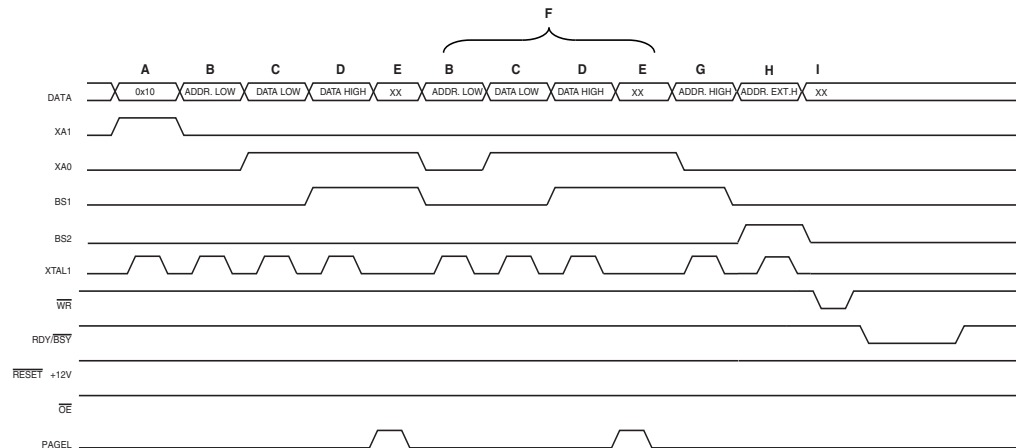 F
A B C D E B C D E G H I
DATA 0x10 ADDR. LOW DATA LOW DATA HIGH XX ADDR. LOW DATA LOW DATA HIGH XX ADDR. HIGH ADDR. EXT.H XX
XA1
XA0
BS1
BS2
XTAL1
WR
RDY/BSY
RESET +12V
OE
PAGEL